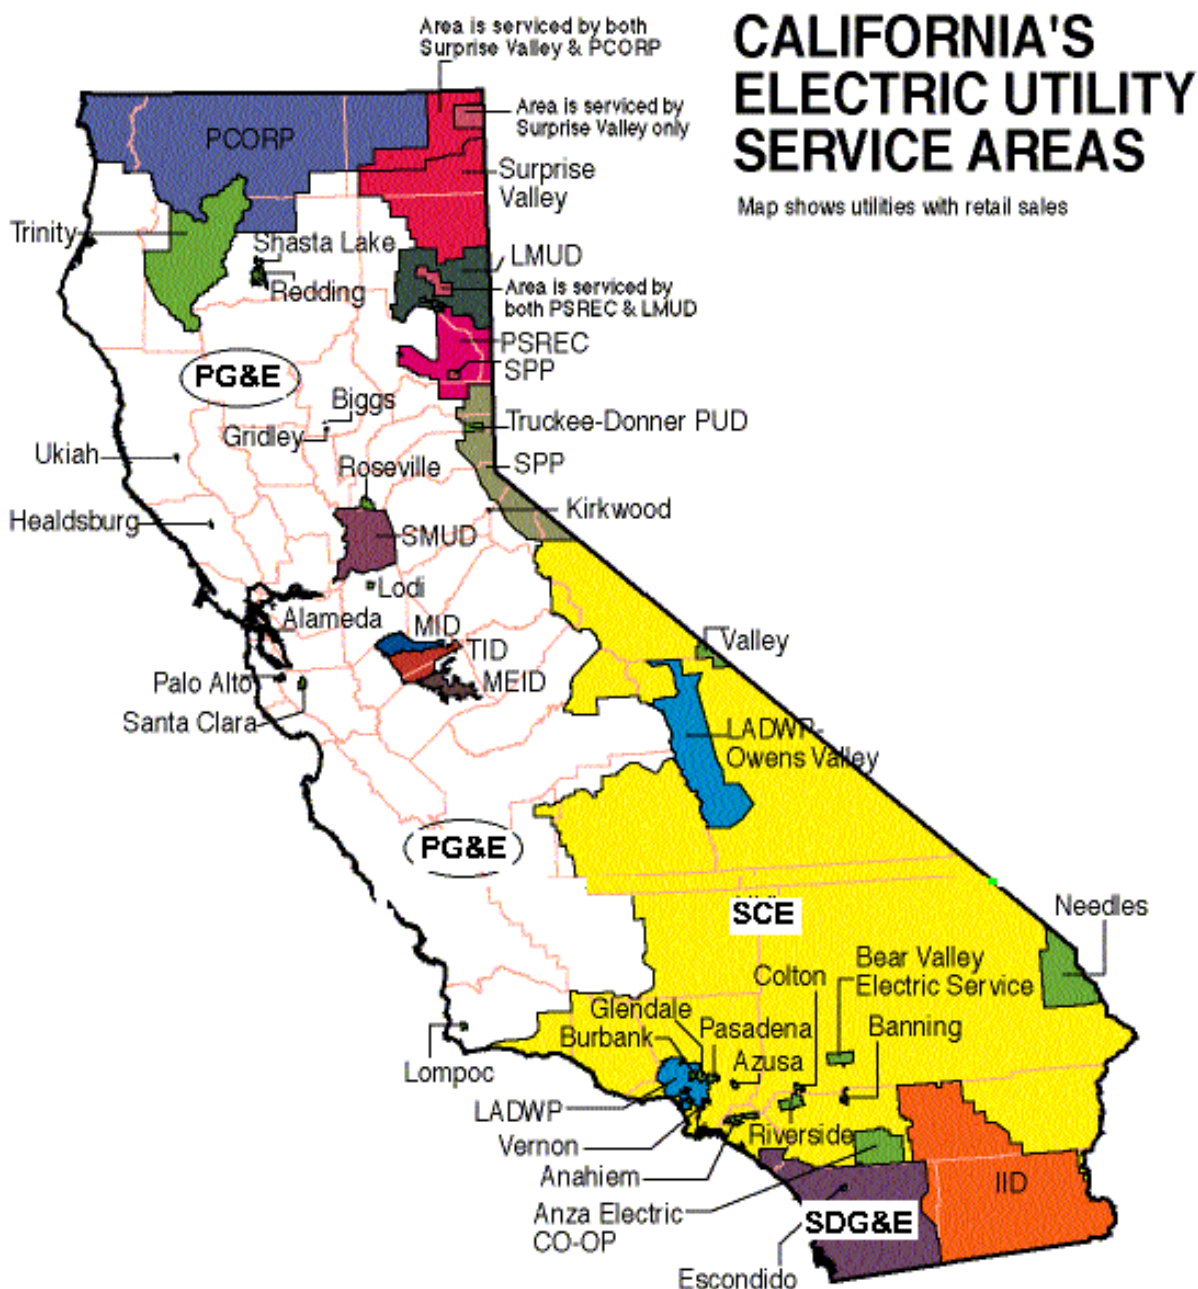 Area is serviced by both
Surprise Valley & PCORP
CALIFORNIA'S
ELECTRIC UTILITY
SERVICE AREAS
Map shows utilities with retail sales
Area is serviced by
Surprise Valley only
PCORP
Surprise
Valley
Trinity
Shasta Lake
Redding
LMUD
Area is serviced by
both PSREC & LMUD
PSREC
SPP
PG&E
Biggs
Gridley
Truckee-Donner PUD
Ukiah
Roseville
SPP
Healdsburg
SMUD
Kirkwood
Lodi
Alameda
MID
TID
MEID
Valley
Palo Alto
Santa Clara
LADWP-
Owens Valley
PG&E
SCE
Needles
Bear Valley
Electric Service
Colton
Glendale
Burbank
Pasadena
Banning
Azusa
Lompoc
LADWP
Vernon
Riverside
Anahiem
IID
Anza Electric
CO-OP
SDG&E
Escondido